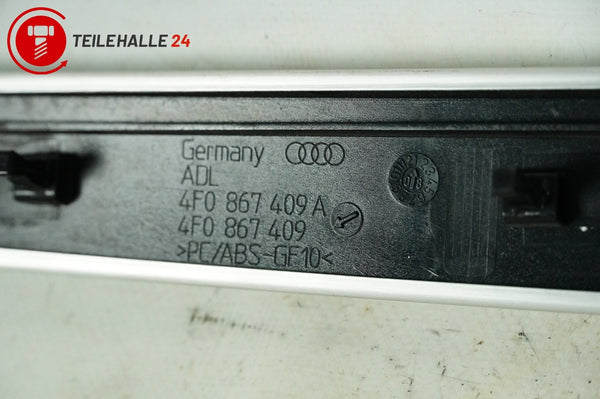 TEILEHALLE 24
Germany
ADL
4F0 867 409 A
4F0 867 409
>PC/ABS-GF10<